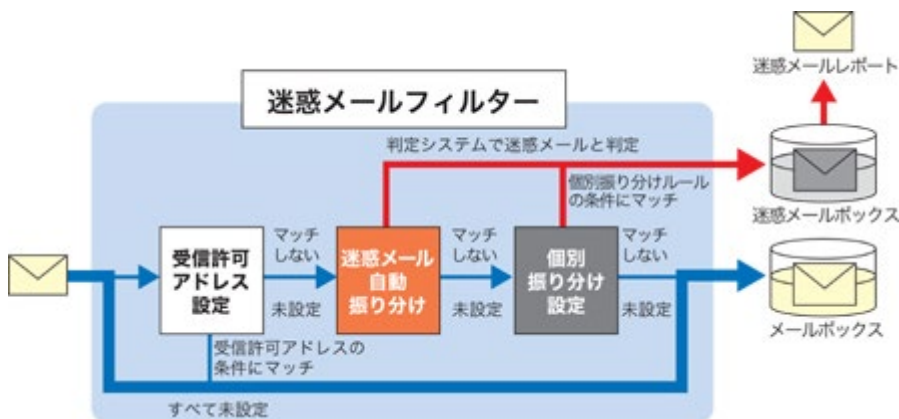 迷惑メールレポート
迷惑メールフィルター
判定システムで迷惑メールと判定
個別振り分けルール
の条件にマッチ
迷惑メールボックス
受信許可
アドレス
設定
マッチ
しない
未設定
迷惑メール
自動
振り分け
マッチ
しない
未設定
個別
振り分け
設定
マッチ
しない
未設定
メールボックス
受信許可アドレスの
条件にマッチ
すべて未設定